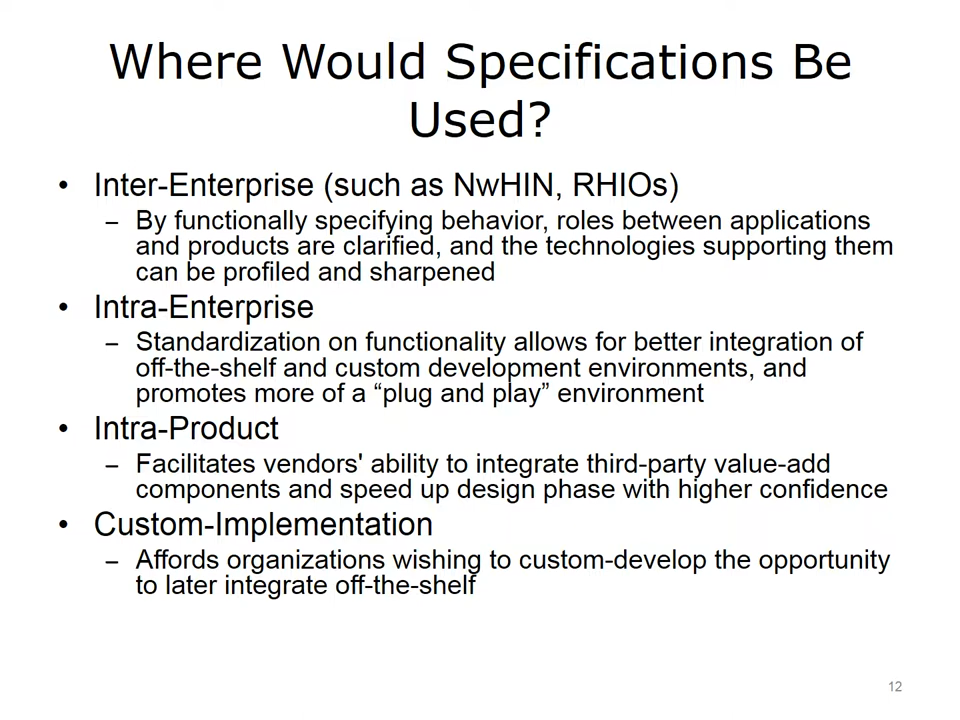 Where Would Specifications Be
Used?
• Inter-Enterprise (such as NwHIN, RHIOs)
– By functionally specifying behavior, roles between applications
and products are clarified, and the technologies supporting them
can be profiled and sharpened
• Intra-Enterprise
– Standardization on functionality allows for better integration of
off-the-shelf and custom development environments, and
promotes more of a “plug and play” environment
• Intra-Product
– Facilitates vendors' ability to integrate third-party value-add
components and speed up design phase with higher confidence
• Custom-Implementation
– Affords organizations wishing to custom-develop the opportunity
to later integrate off-the-shelf
12